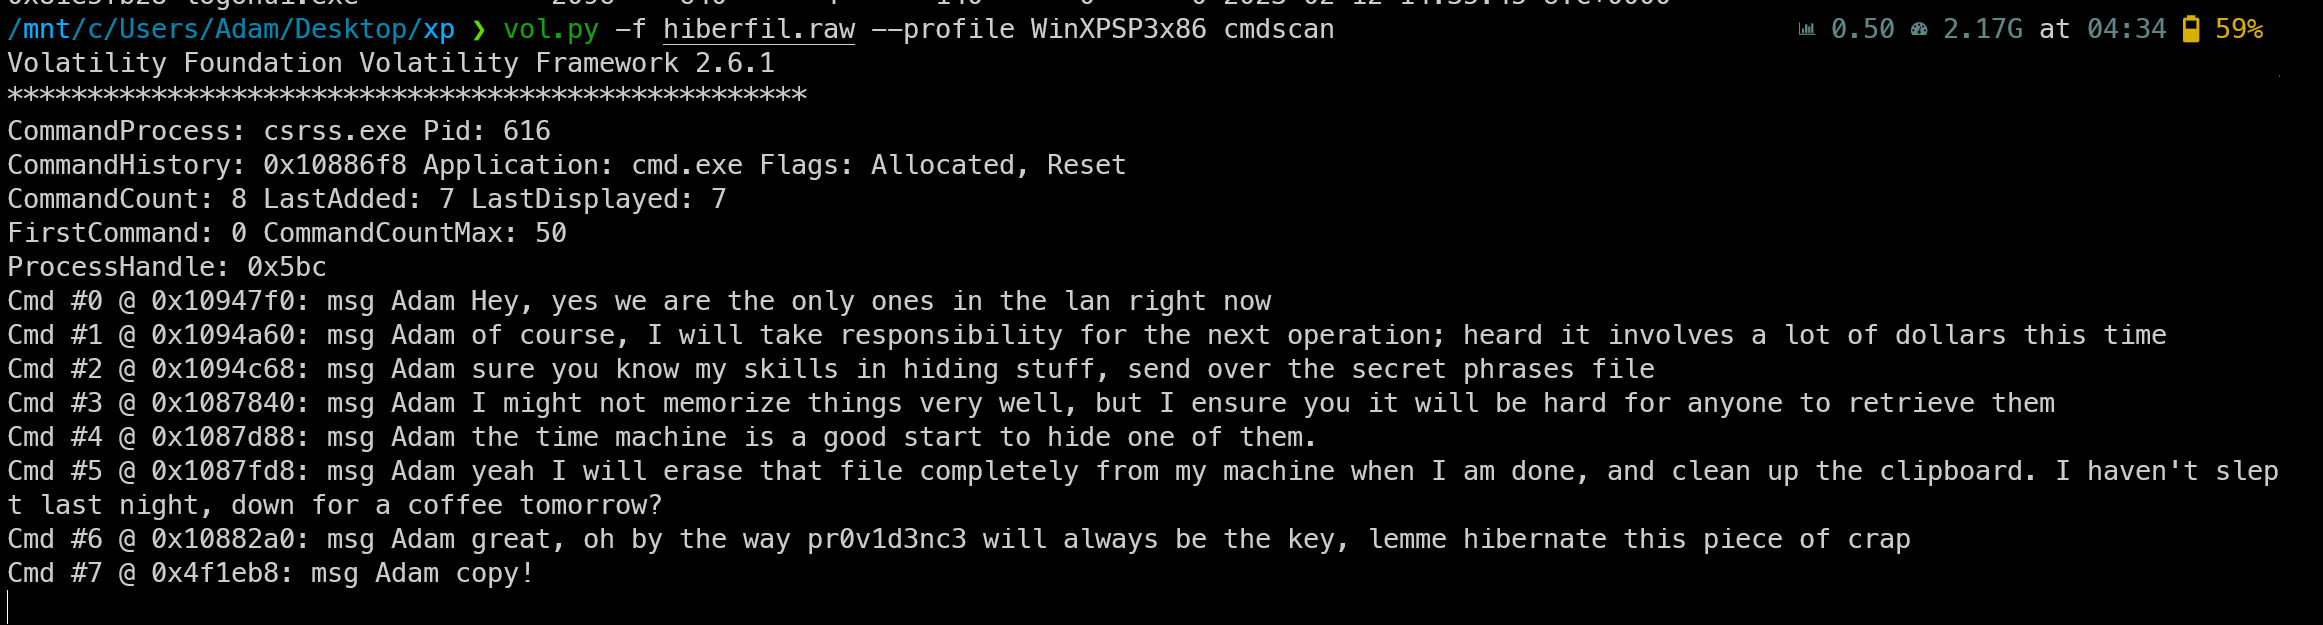 /mnt/c/Users/Adam/Desktop/xp ❯ vol.py -f hiberfil.raw --profile WinXPSP3x86 cmdscan 0.50 2.17G at 04:34 59%
Volatility Foundation Volatility Framework 2.6.1
**************************************************
CommandProcess: csrss.exe Pid: 616
CommandHistory: 0x10886f8 Application: cmd.exe Flags: Allocated, Reset
CommandCount: 8 LastAdded: 7 LastDisplayed: 7
FirstCommand: 0 CommandCountMax: 50
ProcessHandle: 0x5bc
Cmd #0 @ 0x10947f0: msg Adam Hey, yes we are the only ones in the lan right now
Cmd #1 @ 0x1094a60: msg Adam of course, I will take responsibility for the next operation; heard it involves a lot of dollars this time
Cmd #2 @ 0x1094c68: msg Adam sure you know my skills in hiding stuff, send over the secret phrases file
Cmd #3 @ 0x1087840: msg Adam I might not memorize things very well, but I ensure you it will be hard for anyone to retrieve them
Cmd #4 @ 0x1087d88: msg Adam the time machine is a good start to hide one of them.
Cmd #5 @ 0x1087fd8: msg Adam yeah I will erase that file completely from my machine when I am done, and clean up the clipboard. I haven't slep
t last night, down for a coffee tomorrow?
Cmd #6 @ 0x10882a0: msg Adam great, oh by the way pr0v1d3nc3 will always be the key, lemme hibernate this piece of crap
Cmd #7 @ 0x4f1eb8: msg Adam copy!